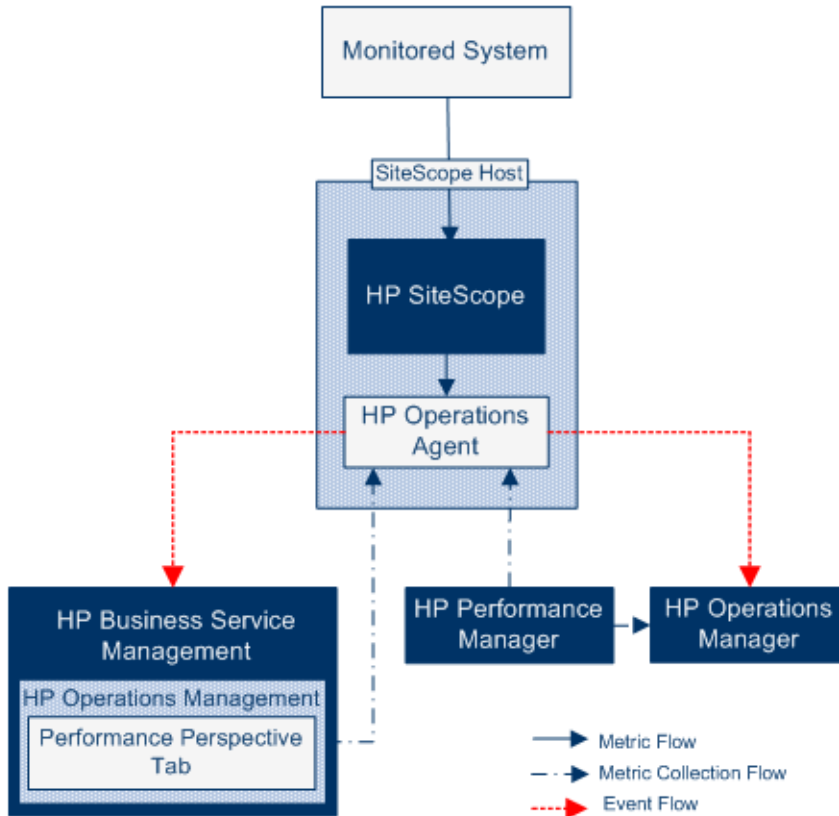 Monitored System
SiteScope Host
HP SiteScope
HP Operations
Agent
HP Business Service
Management
HP Operations Management
Performance Perspective
Tab
HP Performance
Manager
HP Operations
Manager
Metric Flow
Metric Collection Flow
Event Flow